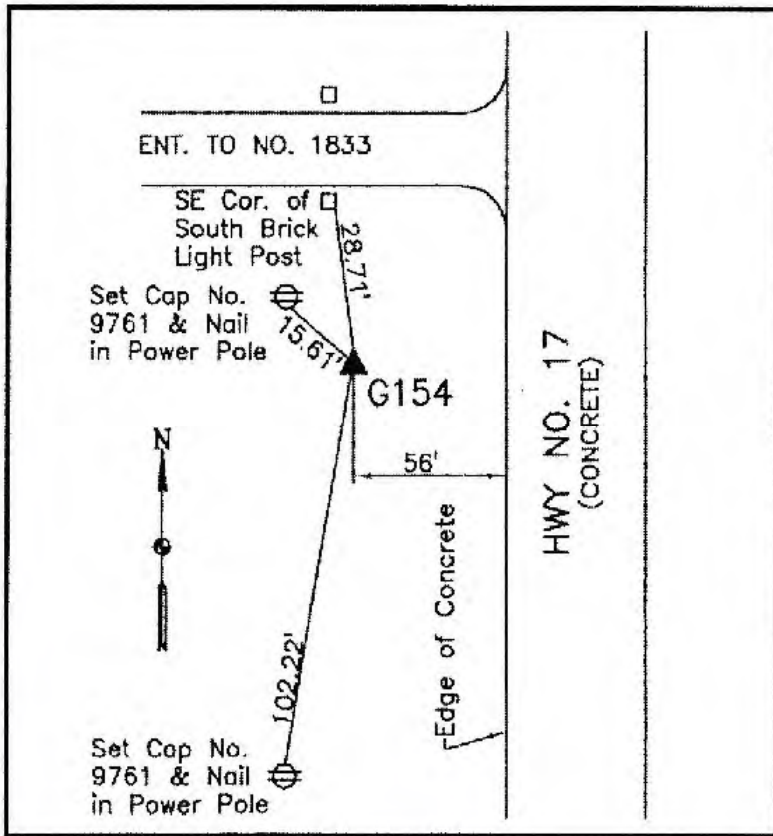 ENT. TO NO. 1833
SE Cor. of
South Brick
Light Post
28.71'
Set Cap No.
9761 & Nail
in Power Pole
15.61'
G154
HWY NO. 17
(CONCRETE)
N
56'
Edge of Concrete
102.22'
Set Cap No.
9761 & Nail
in Power Pole